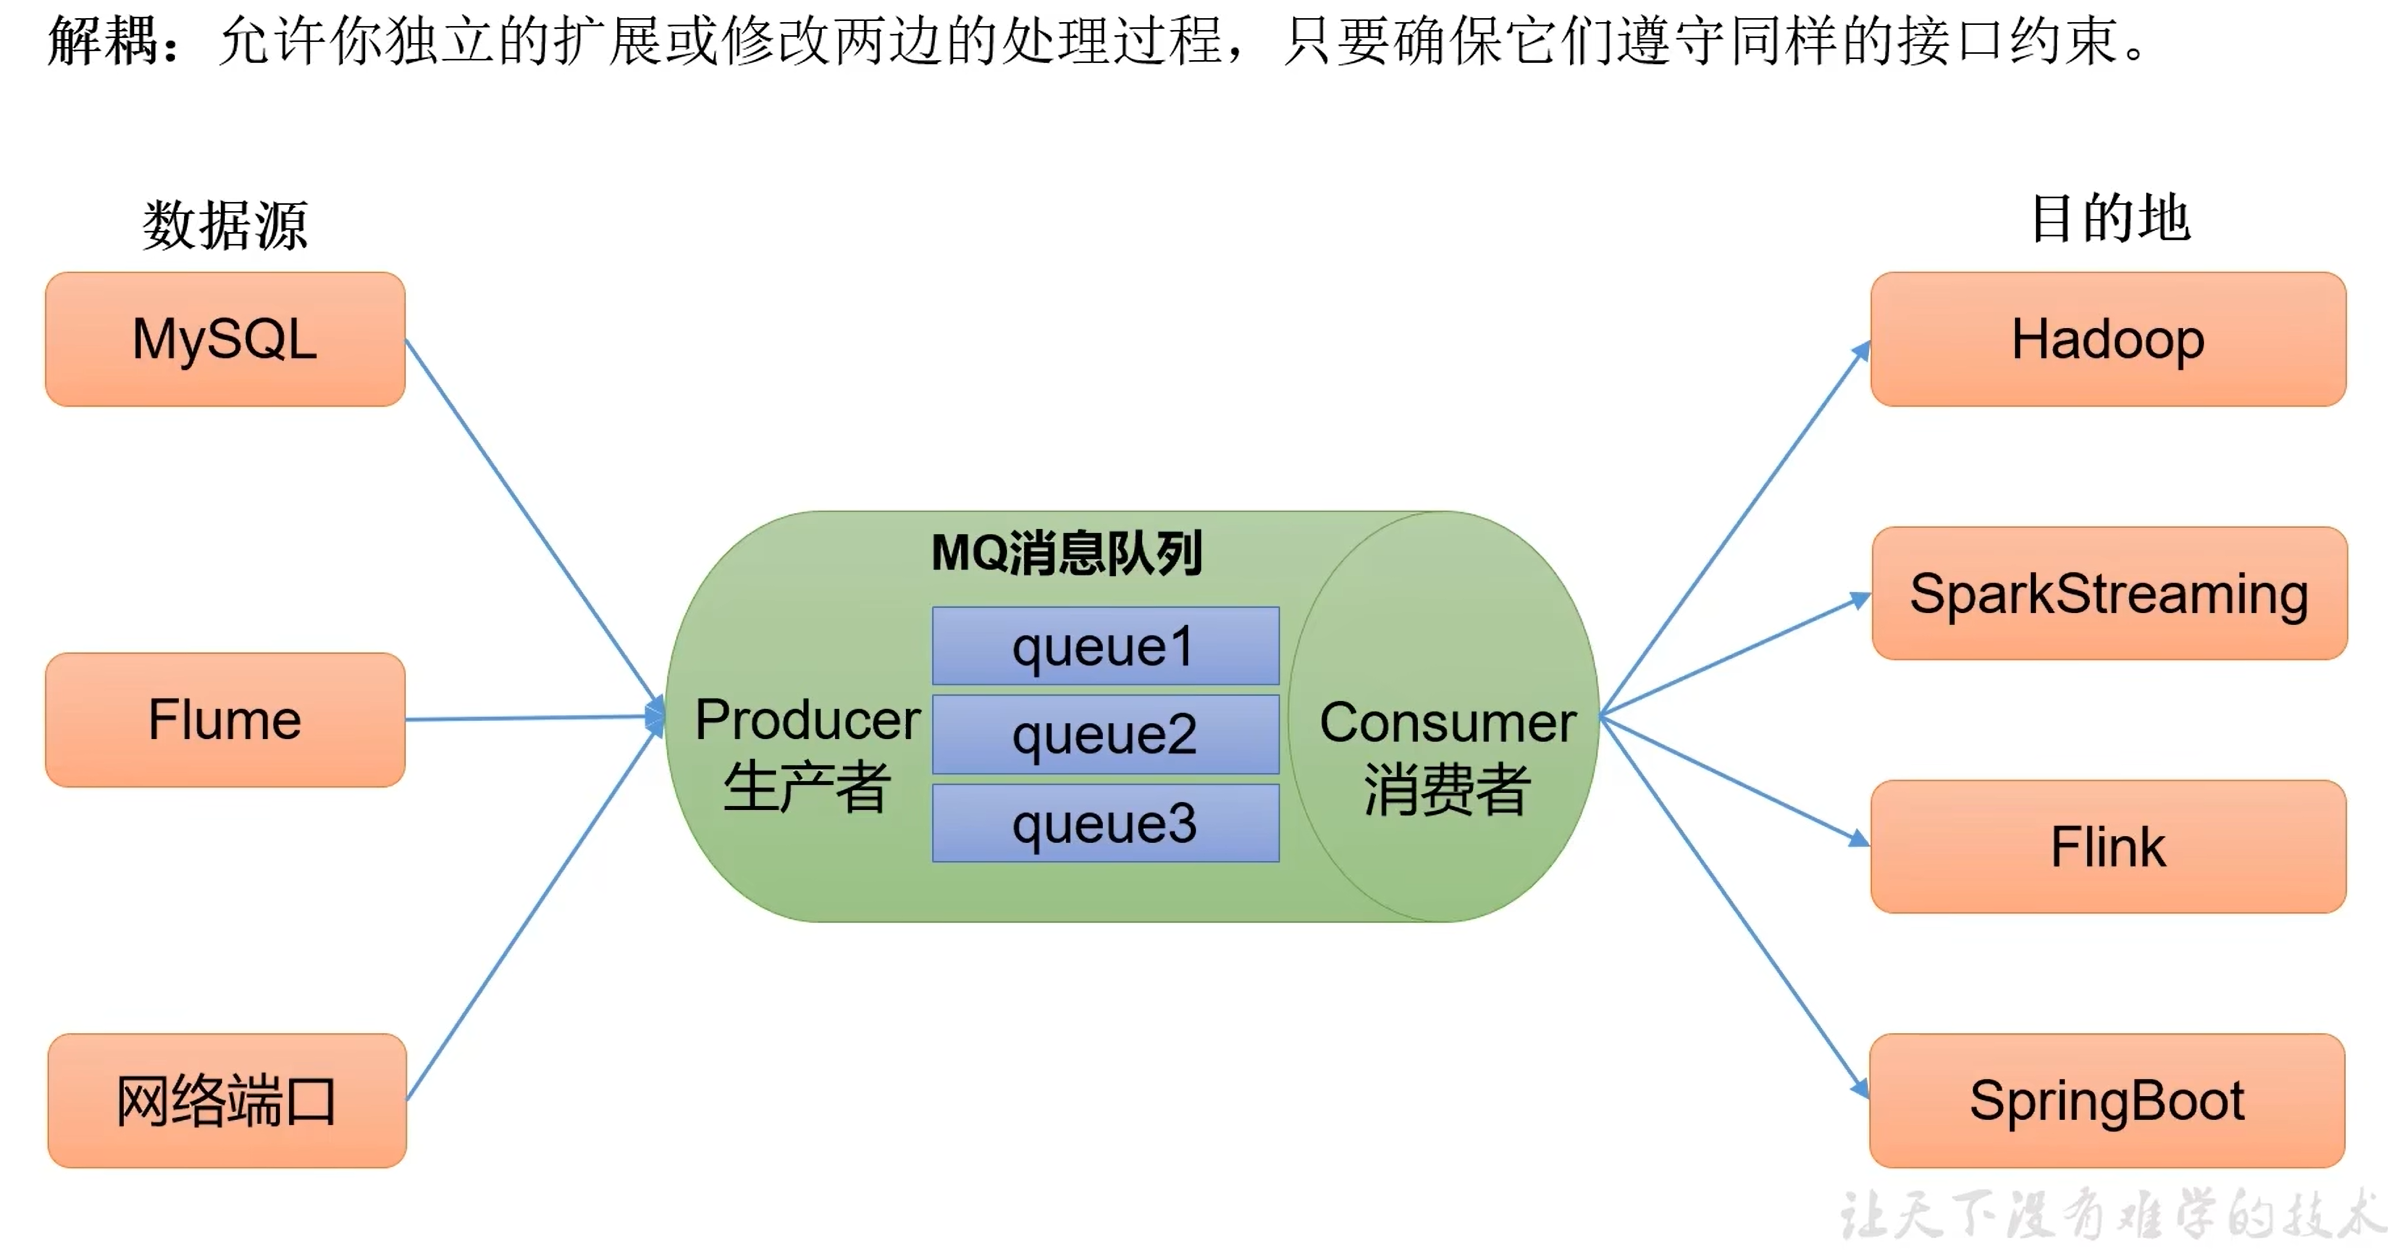 解耦：允许你独立的扩展或修改两边的处理过程，只要确保它们遵守同样的接口约束。
数据源
目的地
MySQL
Flume
网络端口
MQ消息队列
Producer
生产者
queue1
queue2
queue3
Consumer
消费者
Hadoop
SparkStreaming
Flink
SpringBoot
让天下没有难学的技术